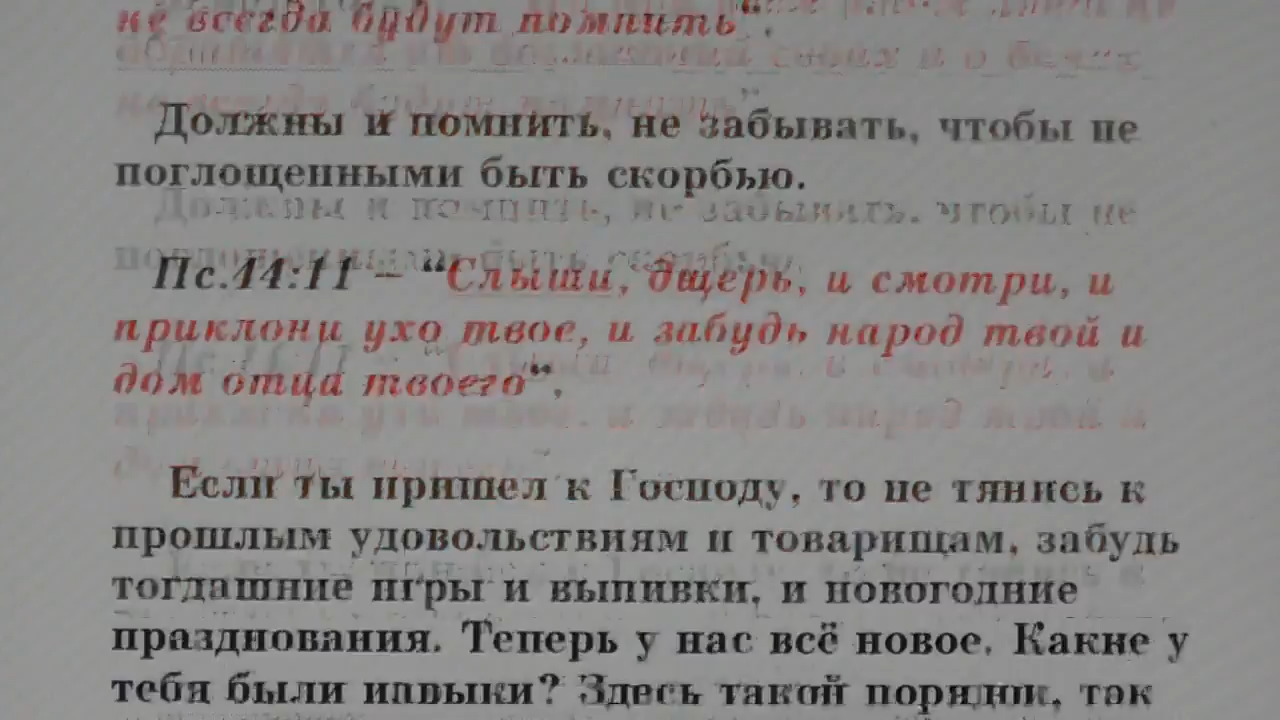 не всегда будут помнить“.
Должны и помнить, не забывать, чтобы не
поглощенными быть скорбью.
Пс.44:11 – “Слыши, дщерь, и смотри, и
приклони ухо твое, и забудь народ твой и
дом отца твоего“.
Если ты пришел к Господу, то не тянись к
прошлым удовольствиям и товарищам, забудь
тогдашние игры и выпивки, и новогодние
празднования. Теперь у нас всё новое. Какие у
тебя были навыки? Здесь такой порядок, так